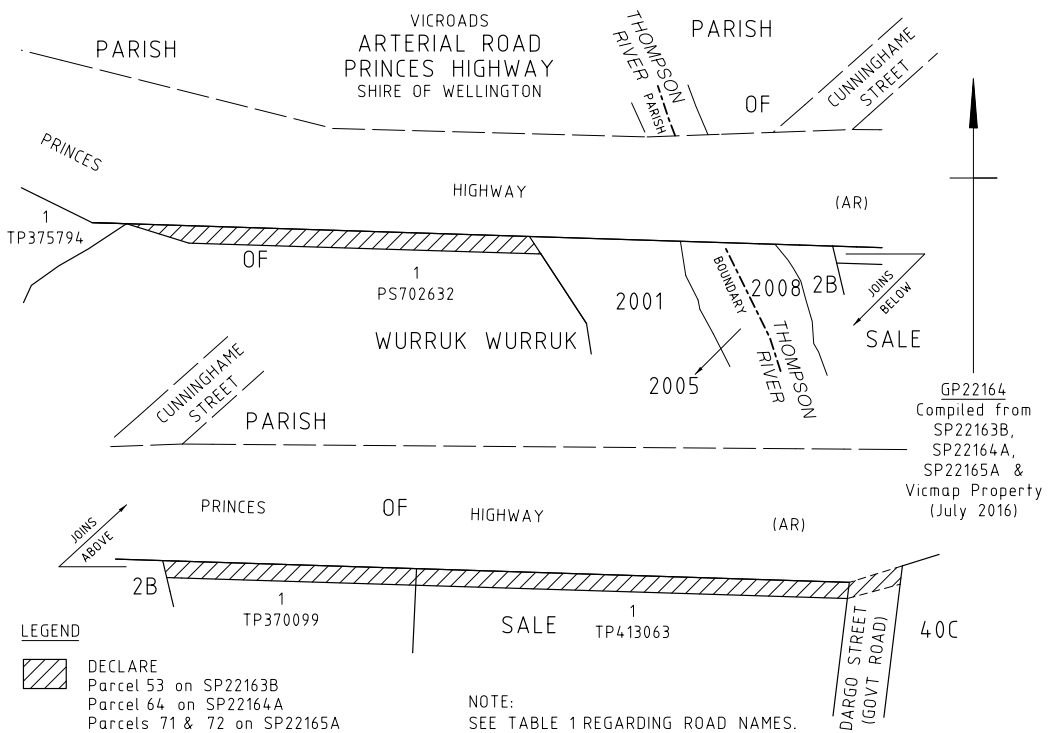 VICROADS
ARTERIAL ROAD
PRINCES HIGHWAY
SHIRE OF WELLINGTON
PARISH
THOMPSON
RIVER
PARISH
PARISH
OF
CUNNINGHAME
STREET
PRINCES
HIGHWAY
(AR)
1
TP375794
OF
1
PS702632
2001
BOUNDARY
2008
2B
JOINS
BELOW
WURRUK WURRUK
2005
THOMPSON
RIVER
SALE
CUNNINGHAME
STREET
PARISH
GP22164
Compiled from
SP22163B,
SP22164A,
SP22165A &
Vicmap Property
(July 2016)
PRINCES
OF
HIGHWAY
(AR)
JOINS
ABOVE
2B
1
TP370099
SALE
1
TP413063
DARGO STREET
(GOVT ROAD)
40C
LEGEND
DECLARE
Parcel 53 on SP22163B
Parcel 64 on SP22164A
Parcels 71 & 72 on SP22165A
NOTE:
SEE TABLE 1 REGARDING ROAD NAMES.